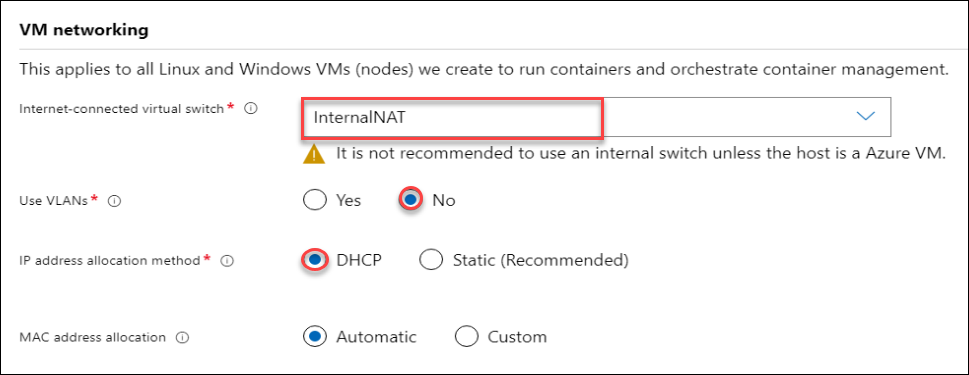 VM networking
This applies to all Linux and Windows VMs (nodes) we create to run containers and orchestrate container management.
Internet-connected virtual switch *
InternalNAT
It is not recommended to use an internal switch unless the host is a Azure VM.
Use VLANs * Yes No
IP address allocation method * DHCP Static (Recommended)
MAC address allocation Automatic Custom